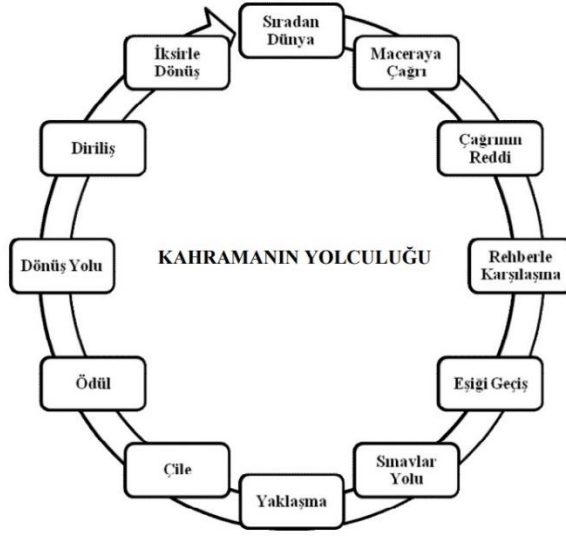 Sıradan
Dünya
Maceraya
Çağrı
Çağrının
Reddi
Rehberle
Karşılaşma
Eşiği Geçiş
Sınavlar
Yolu
Yaklaşma
Çile
Ödül
Dönüş Yolu
Diriliş
İksirle
Dönüş
KAHRAMANIN YOLCULUĞU